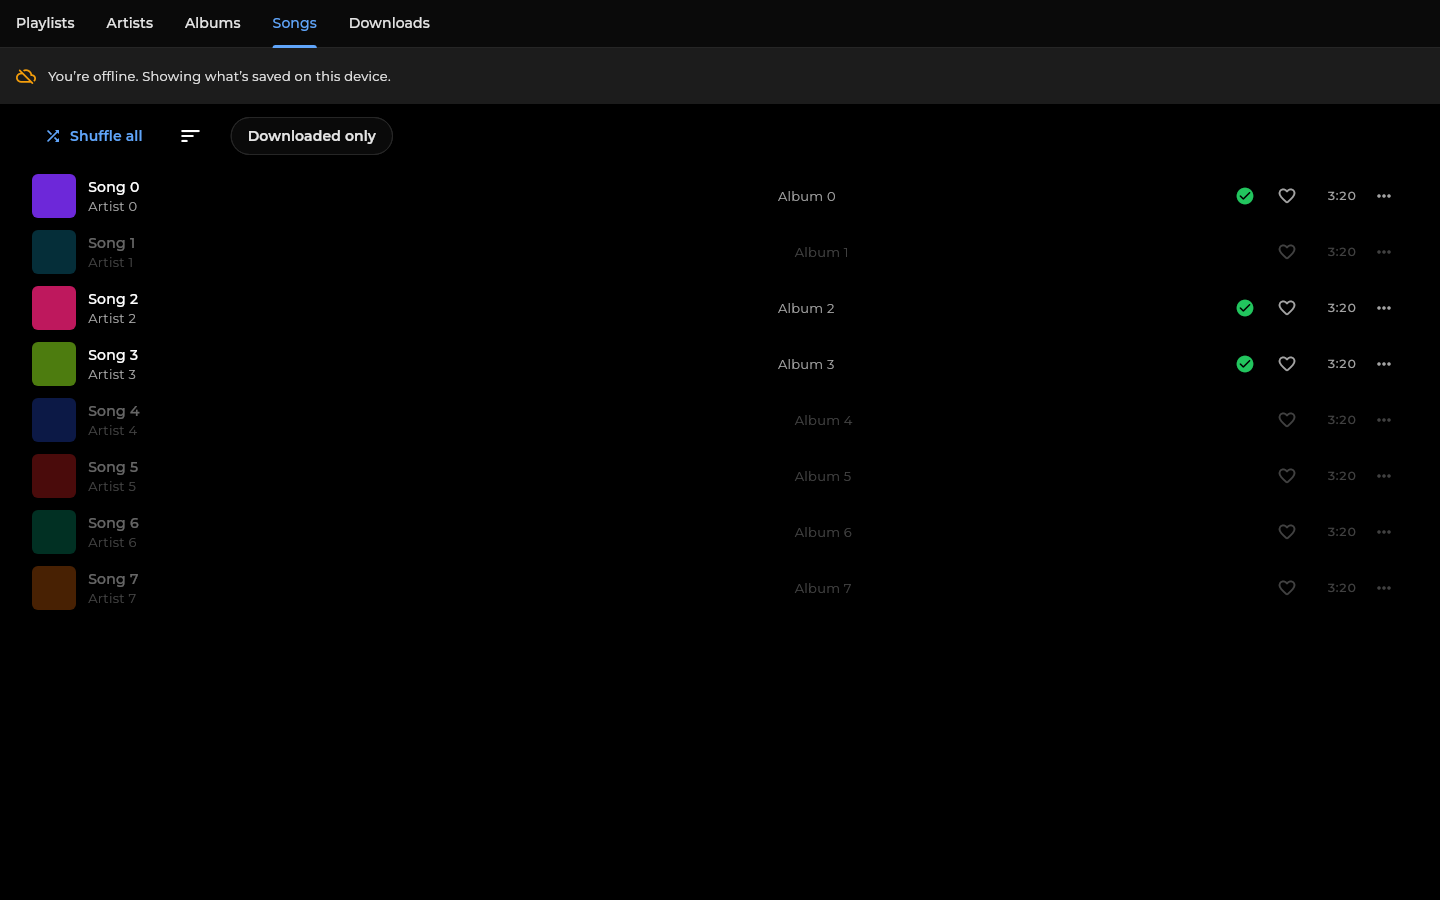 Playlists Artists Albums Songs Downloads
You’re offline. Showing what’s saved on this device.
Shuffle all Downloaded only
Song 0
Artist 0
Album 0
3:20
Song 1
Artist 1
Album 1
3:20
Song 2
Artist 2
Album 2
3:20
Song 3
Artist 3
Album 3
3:20
Song 4
Artist 4
Album 4
3:20
Song 5
Artist 5
Album 5
3:20
Song 6
Artist 6
Album 6
3:20
Song 7
Artist 7
Album 7
3:20